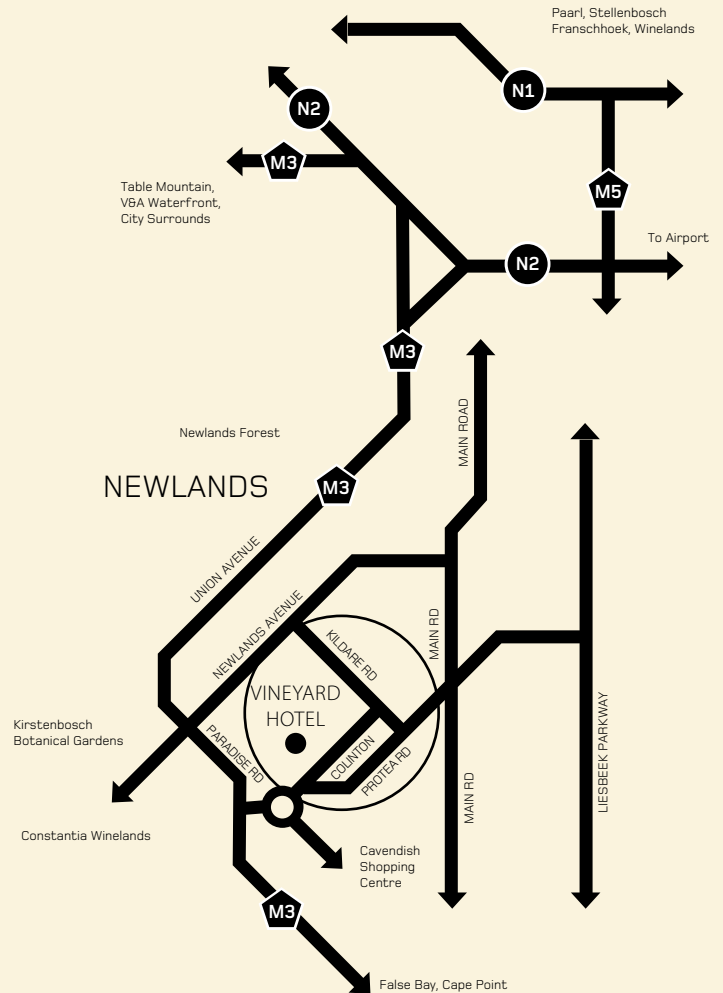 Paarl, Stellenbosch
Franschhoek, Winelands
N1
N2
M3
M5
Table Mountain,
V&A Waterfront,
City Surrounds
To Airport
N2
M3
MAIN ROAD
Newlands Forest
NEWLANDS
M3
UNION AVENUE
NEWLANDS AVENUE
KILDARE RD
MAIN RD
VINEYARD
HOTEL
Kirstenbosch
Botanical Gardens
PARADISE RD
COLINTON
PROTEA RD
MAIN RD
LIESBEEK PARKWAY
Constantia Winelands
Cavendish
Shopping
Centre
M3
False Bay, Cape Point